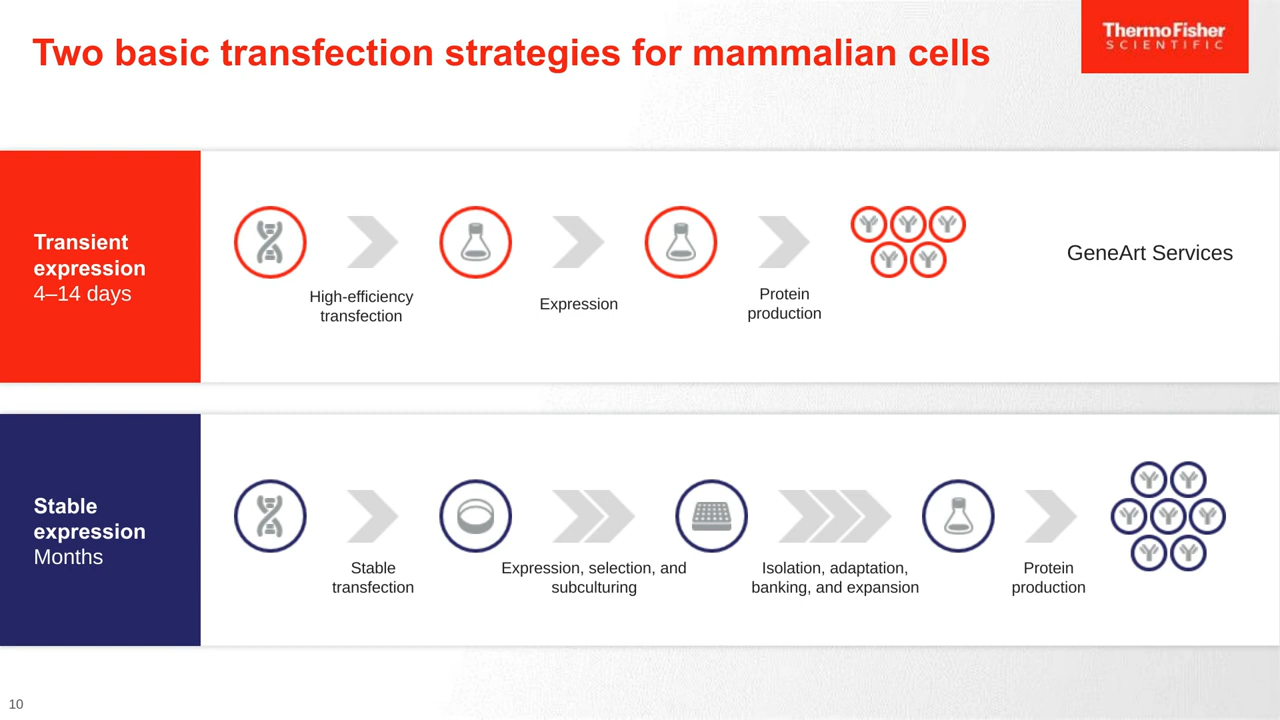 Two basic transfection strategies for mammalian cells
ThermoFisher
SCIENTIFIC
Transient
expression
4–14 days
High-efficiency
transfection
Expression
Protein
production
GeneArt Services
Stable
expression
Months
Stable
transfection
Expression, selection, and
subculturing
Isolation, adaptation,
banking, and expansion
Protein
production
10